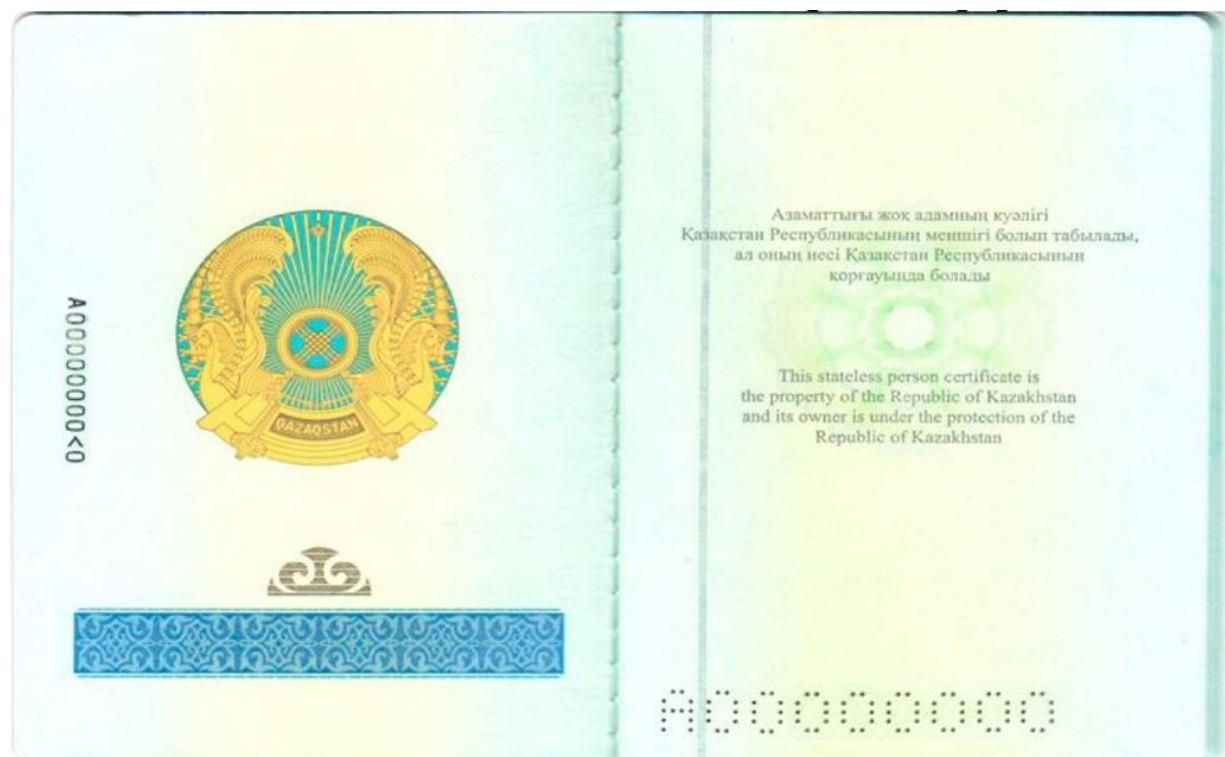 A00000000<0
QAZAQSTAN
Азаматтығы жоқ адамның куәлігі
Қазақстан Республикасының меншігі болып табылады,
ал оның иесі Қазақстан Республикасының
қорғауында болады
This stateless person certificate is
the property of the Republic of Kazakhstan
and its owner is under the protection of the
Republic of Kazakhstan
A00000000